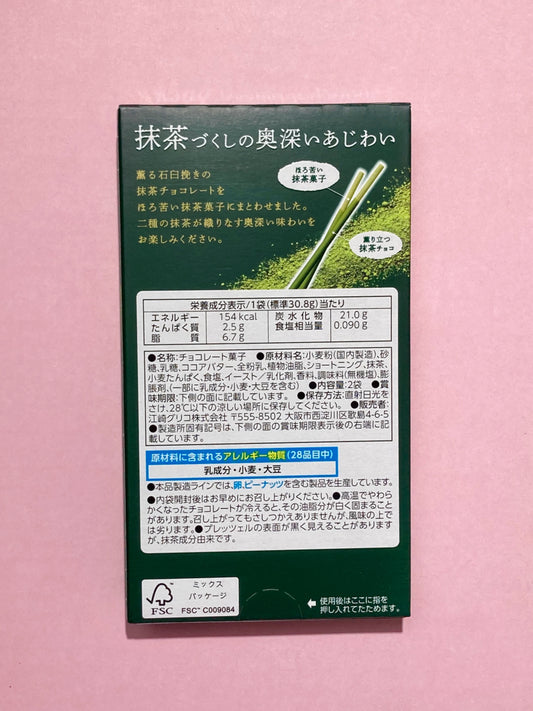 抹茶づくしの奥深いあじわい
薫る石臼挽きの
抹茶チョコレートを
ほろ苦い抹茶菓子にまとわせました。
二種の抹茶が織りなす奥深い味わいを
お楽しみください。
ほろ苦い
抹茶菓子
薫り立つ
抹茶チョコ
栄養成分表示/1袋(標準30.8g)当たり
エネルギー 154kcal 炭水化物 21.0g
たんぱく質 2.5g 食塩相当量 0.090g
脂質 6.7g
●名称:チョコレート菓子 ●原材料名:小麦粉(国内製造)、砂
糖、乳糖、ココアバター、全粉乳、植物油脂、ショートニング、抹茶、
小麦たんぱく、食塩、イースト/乳化剤、香料、調味料(無機塩)、膨
脹剤、(一部に乳成分・小麦・大豆を含む) ●内容量:2袋 ●賞
味期限:下側の面に記載しています。 ●保存方法:直射日光を
さけ、28℃以下の涼しい場所に保存してください。 ●販売者:
江崎グリコ株式会社 〒555-8502 大阪市西淀川区歌島4-6-5
●製造所固有記号は、下側の面の賞味期限表示後の右端に記
載しています。
原材料に含まれるアレルギー物質(28品目中)
乳成分・小麦・大豆
●本品製造ラインでは、卵、ピーナッツを含む製品を生産しています。
●内袋開封後はお早めにお召し上がりください。●高温でやわら
かくなったチョコレートが冷えると、その油脂分が白く固まること
があります。召し上がってもさしつかえありませんが、風味の上で
は劣ります。●プレッツェルの表面が黒く見えることがあります
が、抹茶成分由来です。
FSC
ミックス
パッケージ
FSC™ C009084
使用後はここに指を
押し入れてたためます。